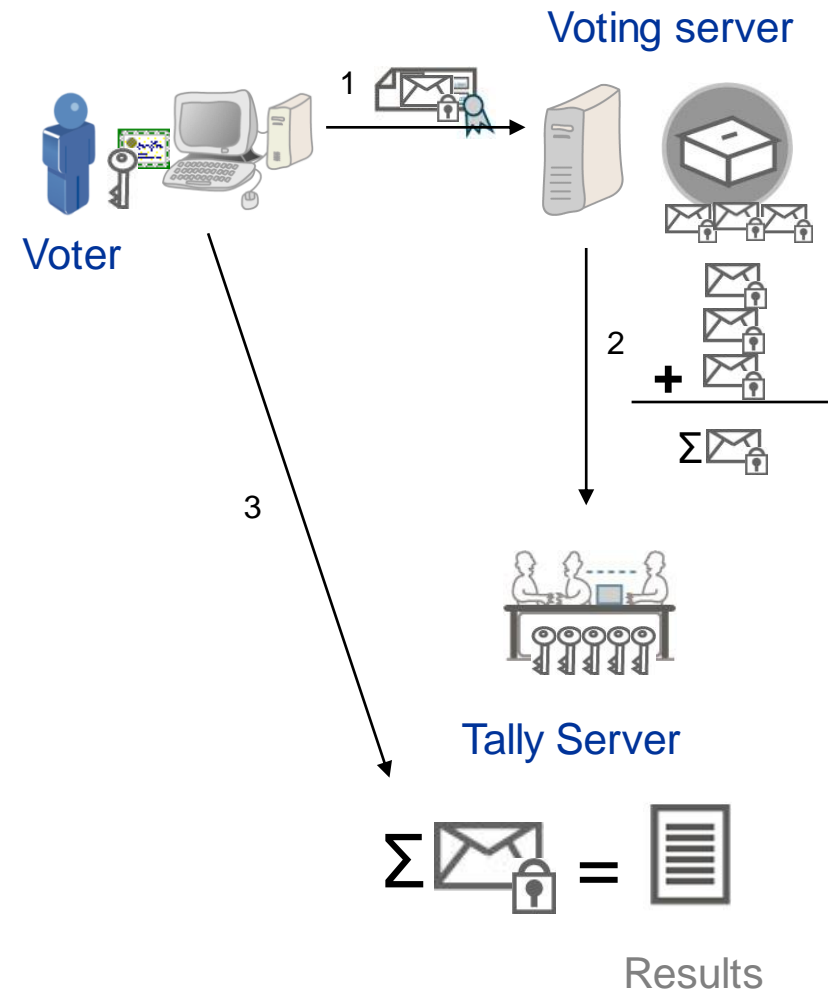 Voting server
1
Voter
2
+
Σ
3
Tally Server
Σ =
Results